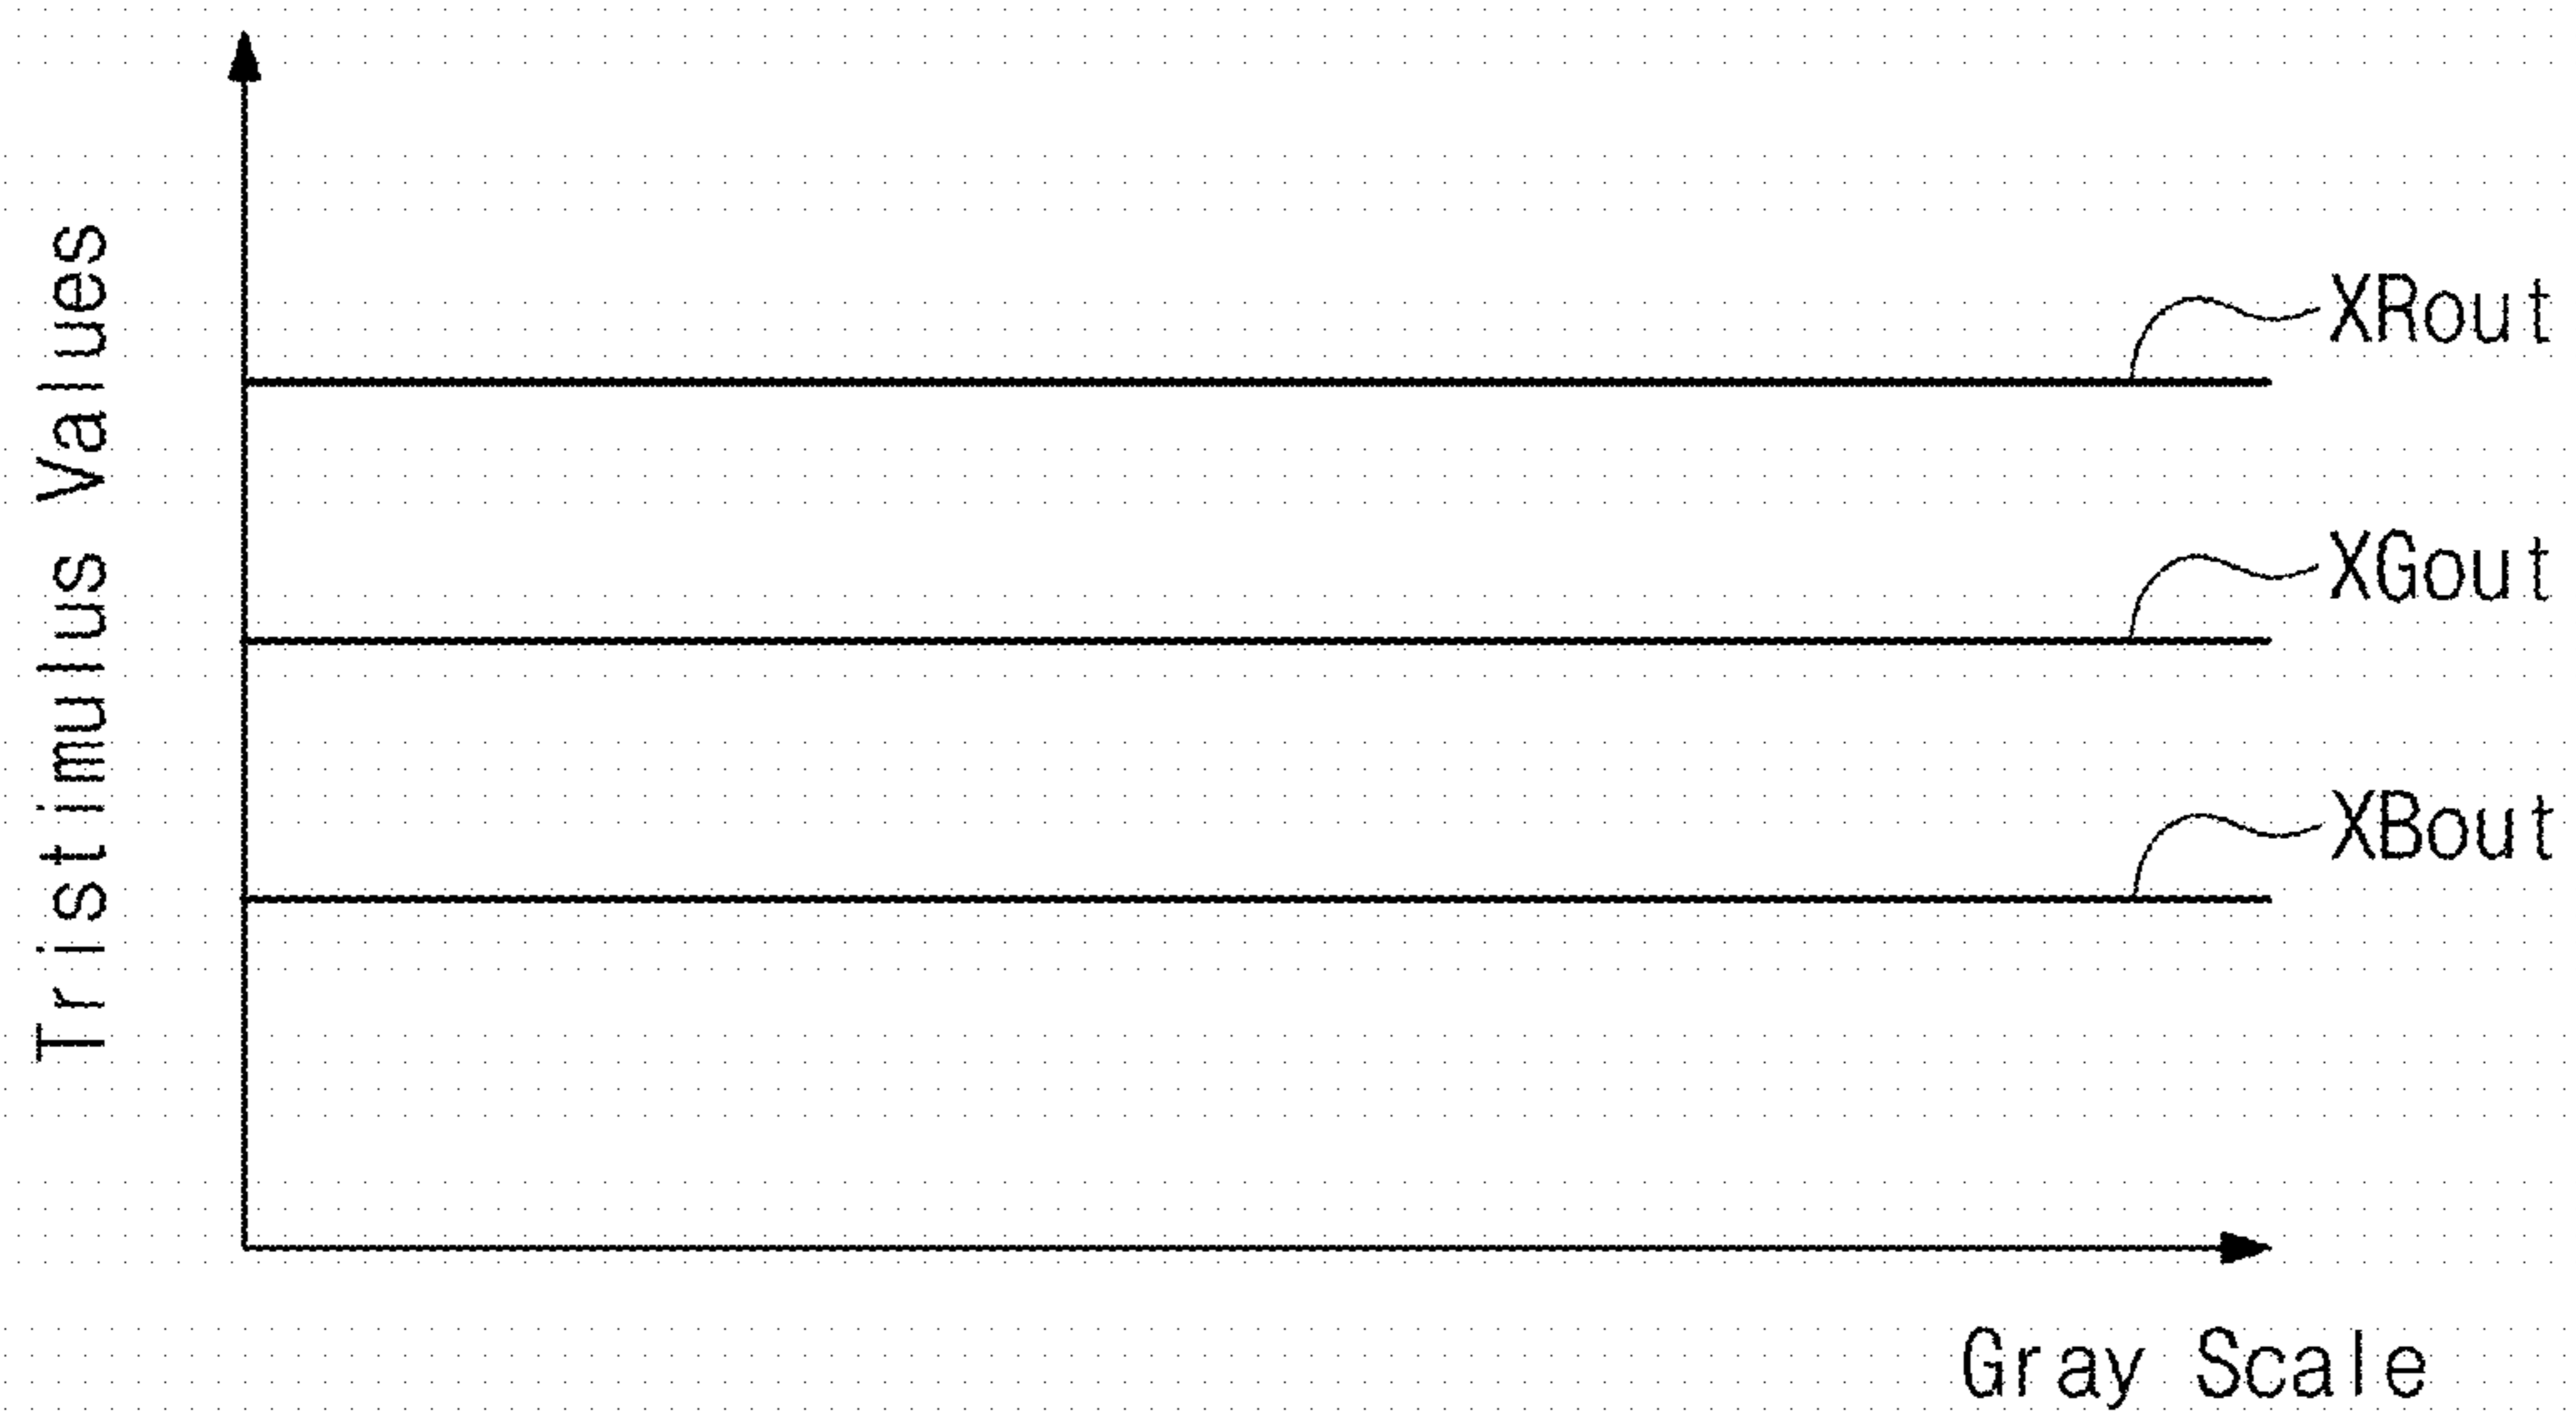 Tristimulus Values
XRout
XGout
XBout
Gray Scale